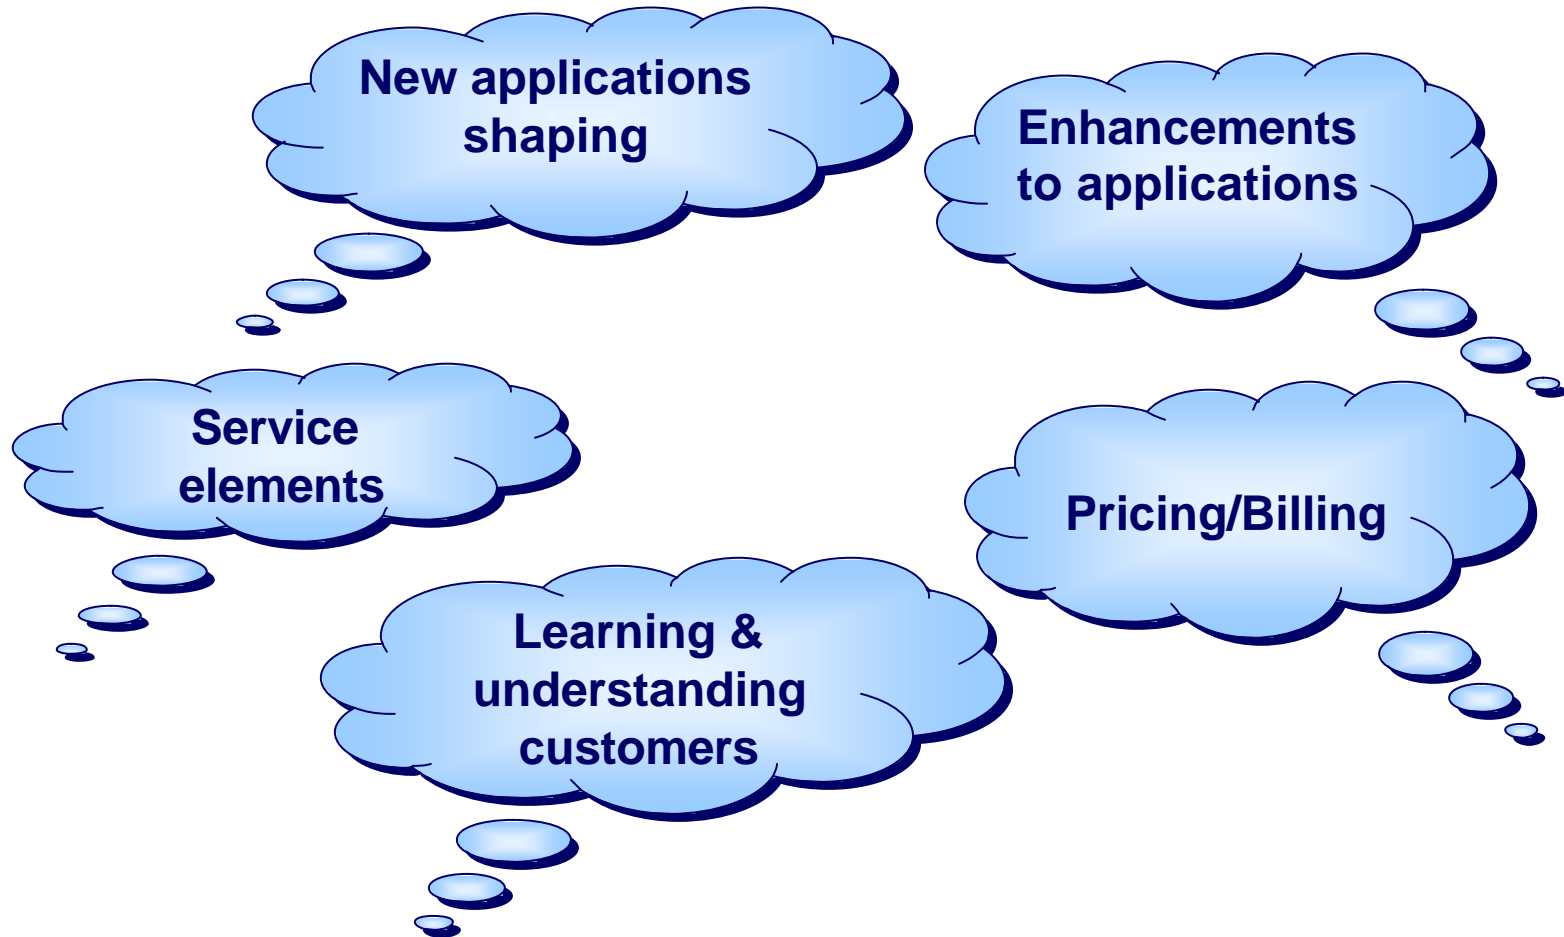 New applications
shaping
Enhancements
to applications
Service
elements
Pricing/Billing
Learning &
understanding
customers